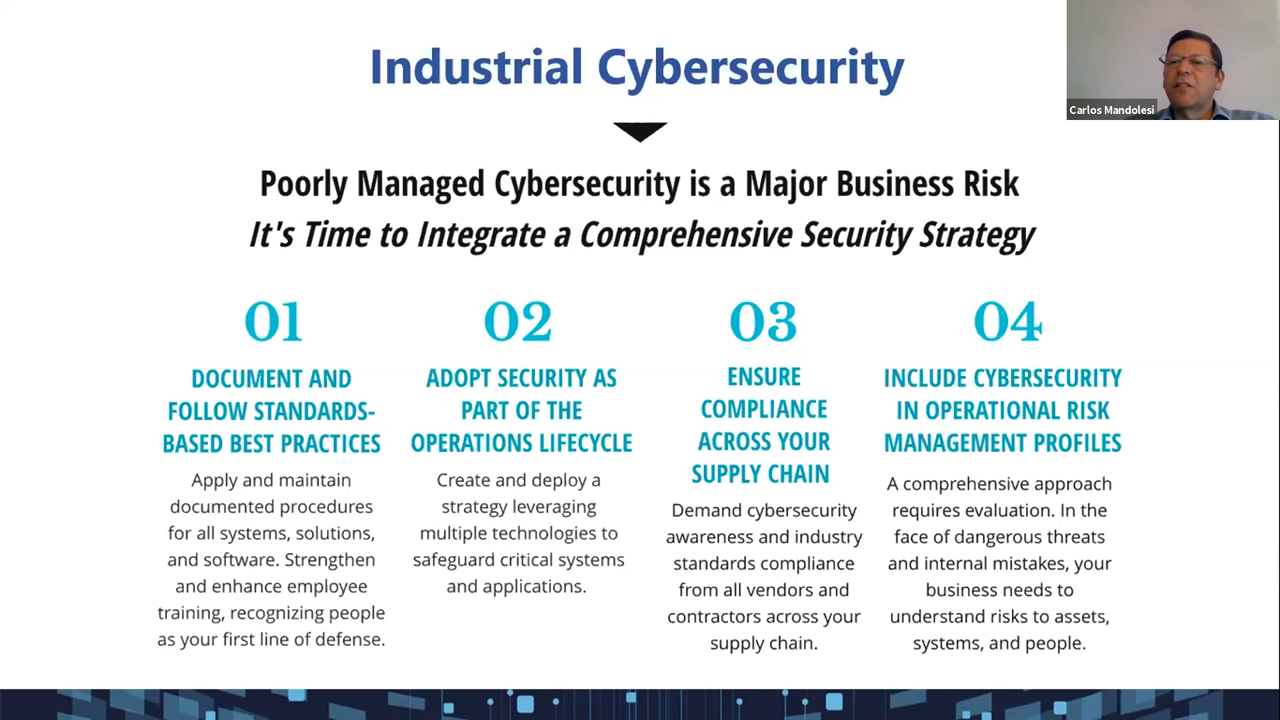 Industrial Cybersecurity
Carlos Mandolesi
Poorly Managed Cybersecurity is a Major Business Risk
It's Time to Integrate a Comprehensive Security Strategy
01
DOCUMENT AND
FOLLOW STANDARDS-
BASED BEST PRACTICES
Apply and maintain
documented procedures
for all systems, solutions,
and software. Strengthen
and enhance employee
training, recognizing people
as your first line of defense.
02
ADOPT SECURITY AS
PART OF THE
OPERATIONS LIFECYCLE
Create and deploy a
strategy leveraging
multiple technologies to
safeguard critical systems
and applications.
03
ENSURE
COMPLIANCE
ACROSS YOUR
SUPPLY CHAIN
Demand cybersecurity
awareness and industry
standards compliance
from all vendors and
contractors across your
supply chain.
04
INCLUDE CYBERSECURITY
IN OPERATIONAL RISK
MANAGEMENT PROFILES
A comprehensive approach
requires evaluation. In the
face of dangerous threats
and internal mistakes, your
business needs to
understand risks to assets,
systems, and people.